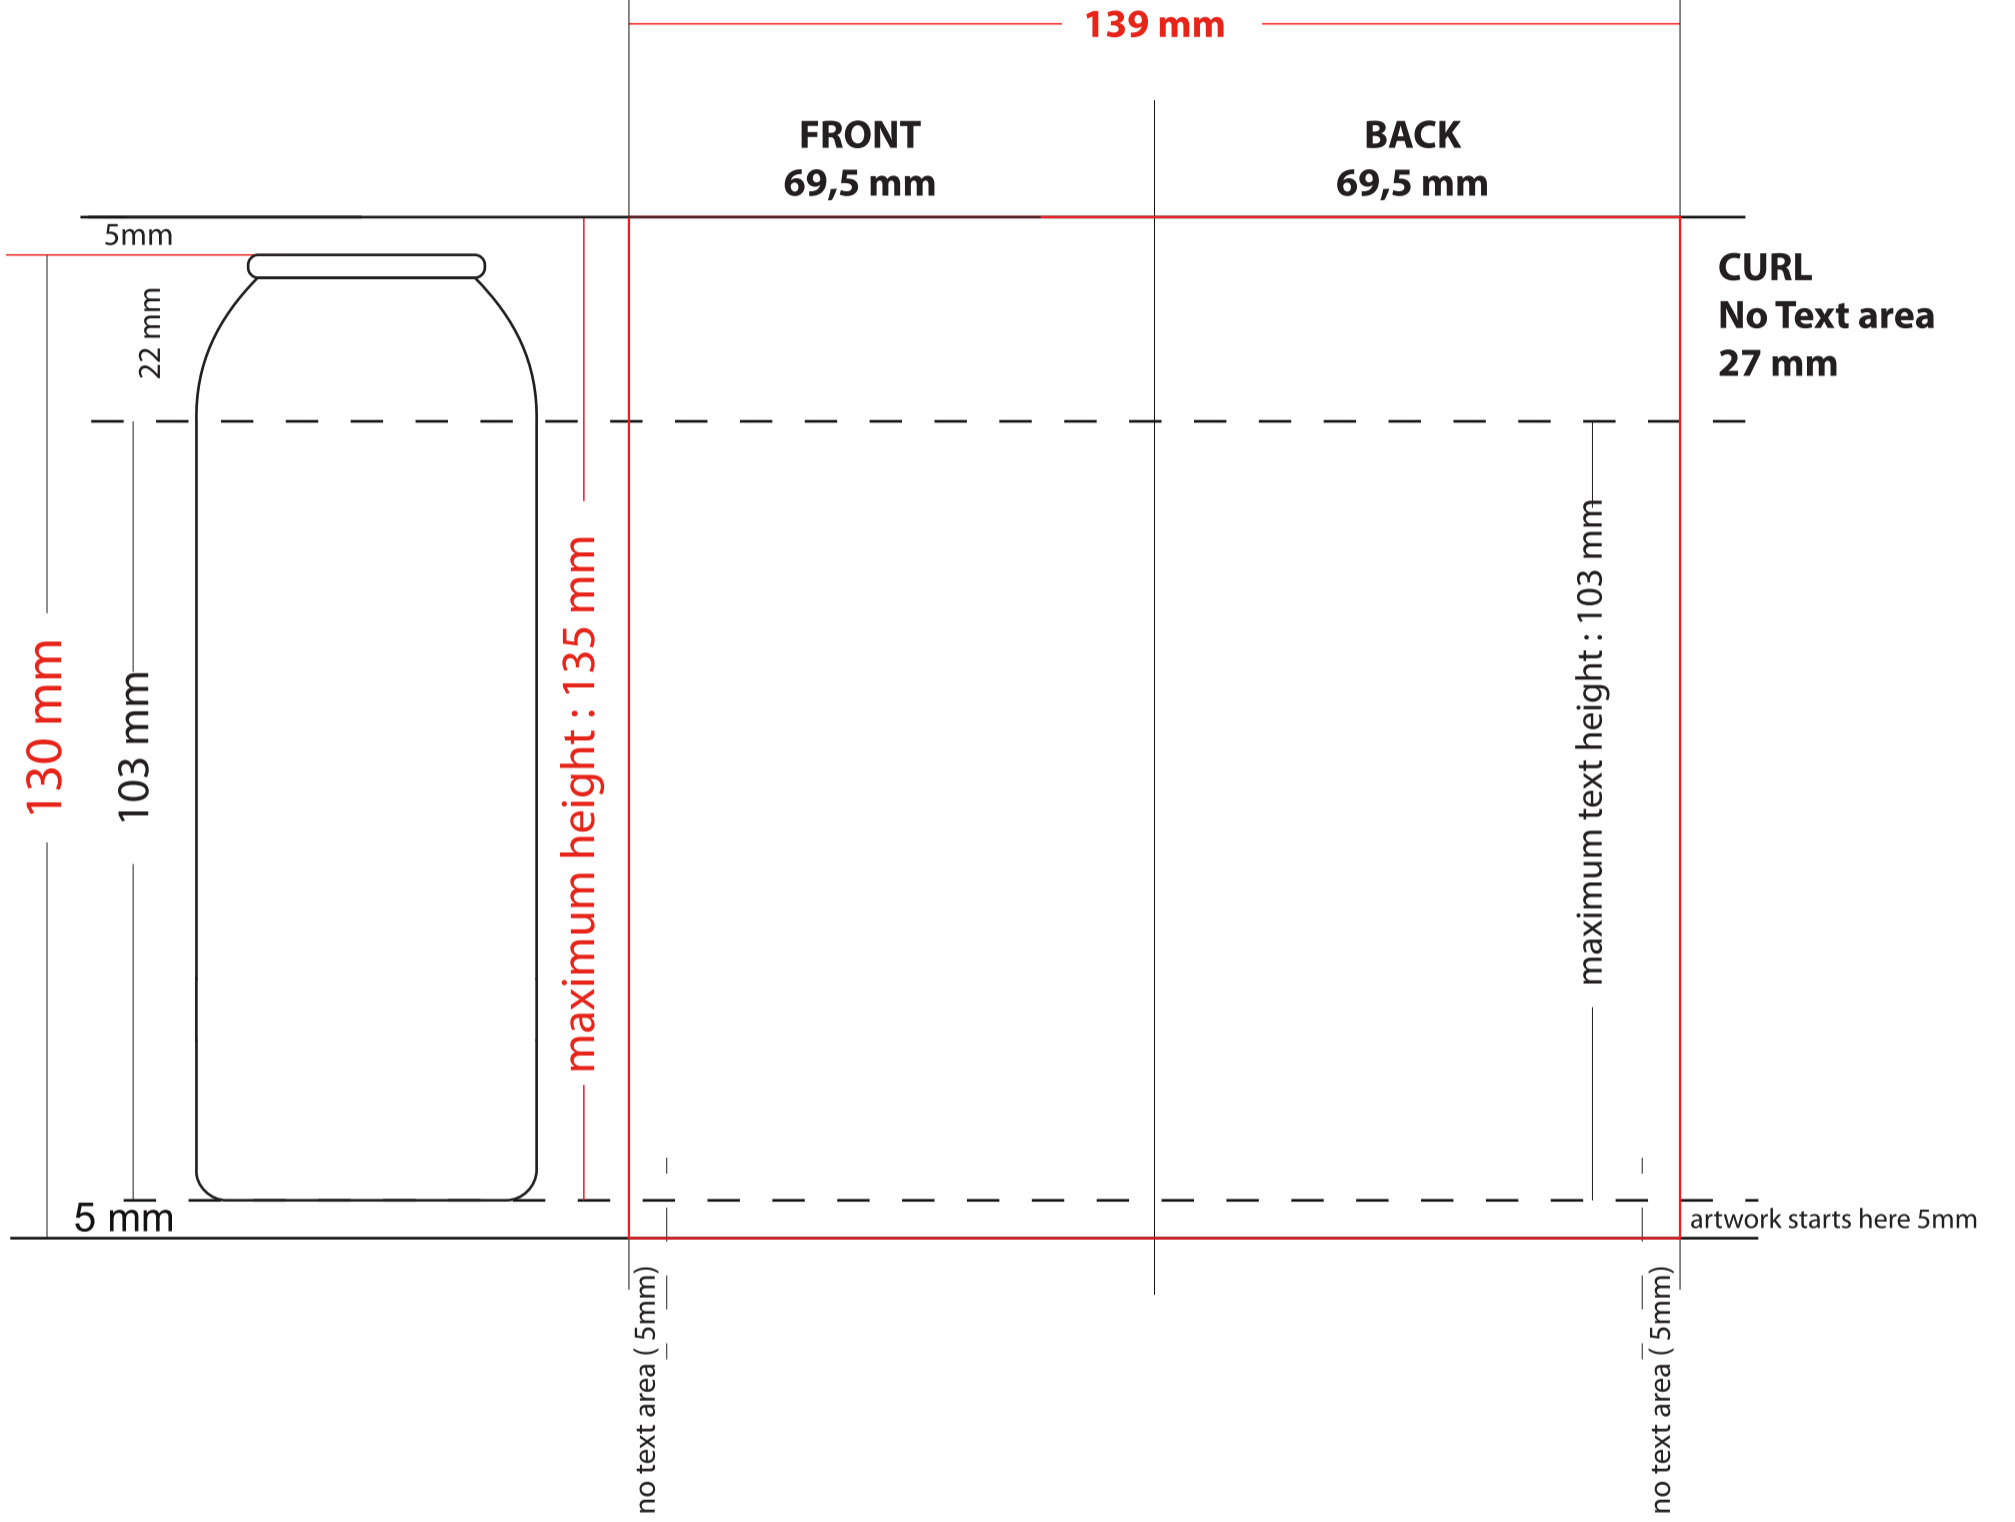 139 mm
FRONT
69,5 mm
BACK
69,5 mm
5mm
CURL
No Text area
27 mm
22 mm
130 mm
103 mm
maximum height : 135 mm
maximum text height : 103 mm
5 mm
artwork starts here 5mm
no text area ( 5mm)
no text area ( 5mm)